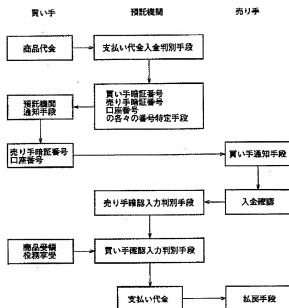 買い手 預託機関 売り手
商品代金 支払い代金入金判別手段
預託機関
通知手段
買い手暗証番号
売り手暗証番号
口座番号
の各々の番号特定手段
売り手暗証番号
口座番号
買い手通知手段
売り手確認入力判別手段 入金確認
商品受領
役務享受
買い手確認入力判別手段
支払い代金 払戻手段